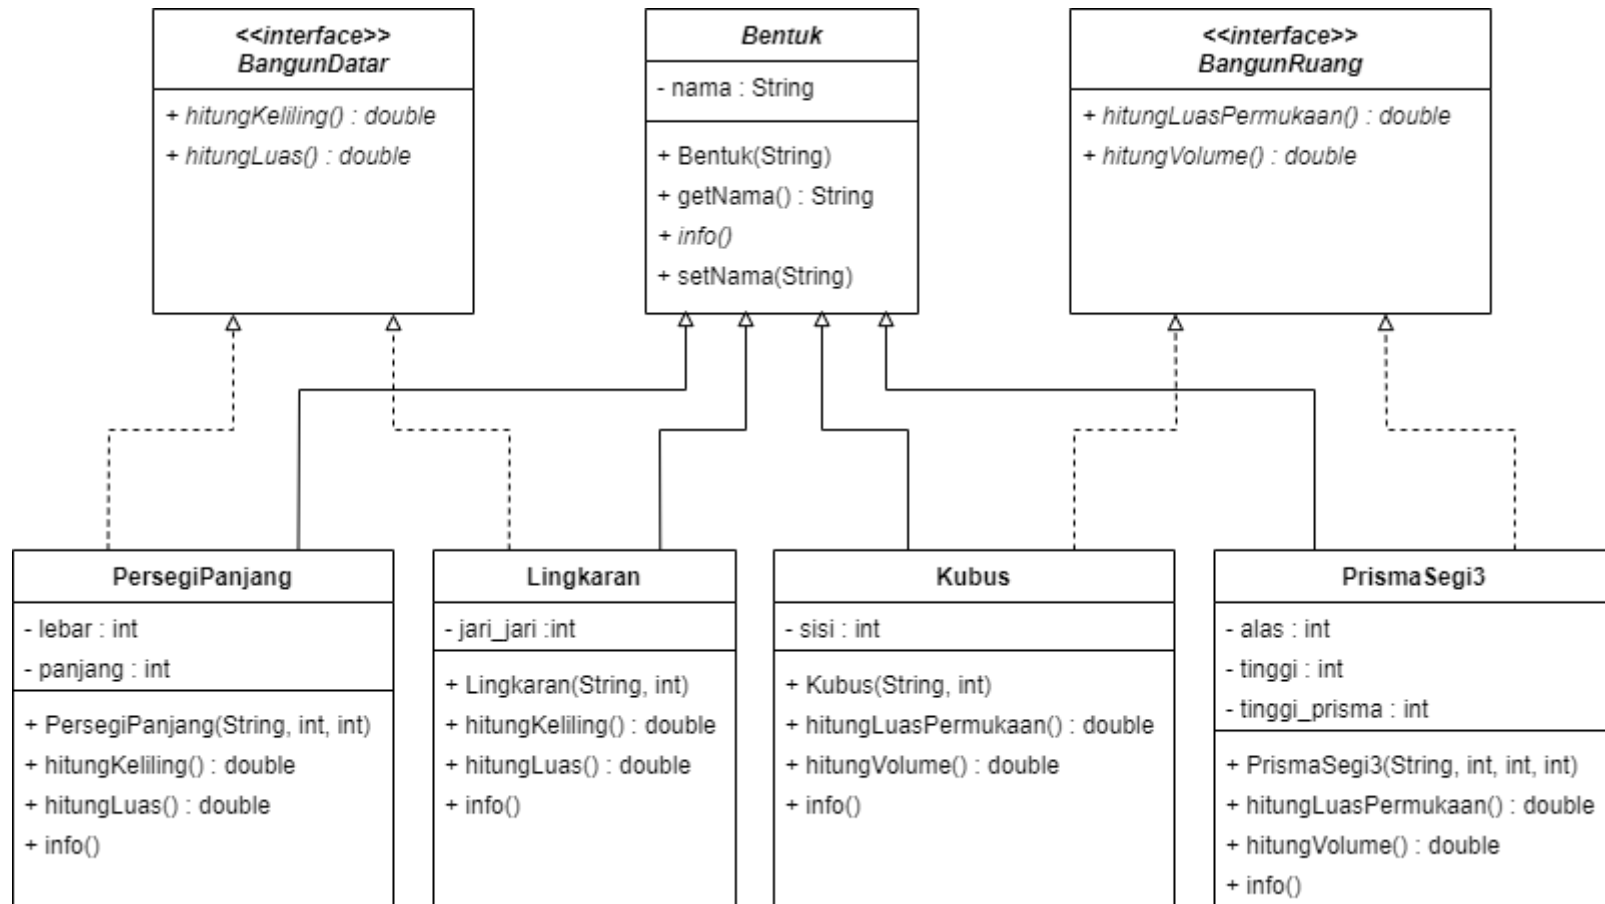 <<interface>>
BangunDatar
+ hitungKeliling() : double
+ hitungLuas() : double
Bentuk
- nama : String
+ Bentuk(String)
+ getNama() : String
+ info()
+ setNama(String)
<<interface>>
BangunRuang
+ hitungLuasPermukaan() : double
+ hitungVolume() : double
PersegiPanjang
- lebar : int
- panjang : int
+ PersegiPanjang(String, int, int)
+ hitungKeliling() : double
+ hitungLuas() : double
+ info()
Lingkaran
- jari_jari :int
+ Lingkaran(String, int)
+ hitungKeliling() : double
+ hitungLuas() : double
+ info()
Kubus
- sisi : int
+ Kubus(String, int)
+ hitungLuasPermukaan() : double
+ hitungVolume() : double
+ info()
PrismaSegi3
- alas : int
- tinggi : int
- tinggi_prisma : int
+ PrismaSegi3(String, int, int, int)
+ hitungLuasPermukaan() : double
+ hitungVolume() : double
+ info()